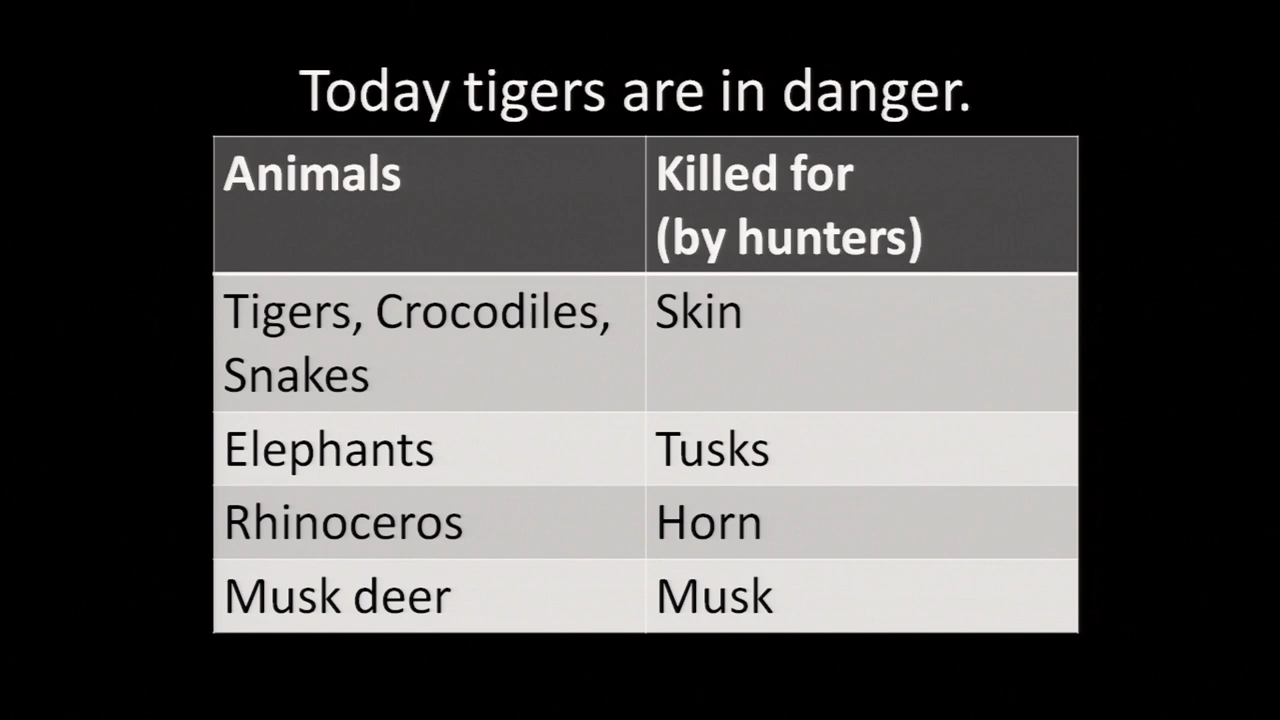 Today tigers are in danger.
Animals
Killed for
(by hunters)
Tigers, Crocodiles,
Snakes
Skin
Elephants
Tusks
Rhinoceros
Horn
Musk deer
Musk